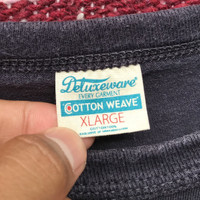 Deluxeware®
EVERY GARMENT
COTTON WEAVE®
XLARGE